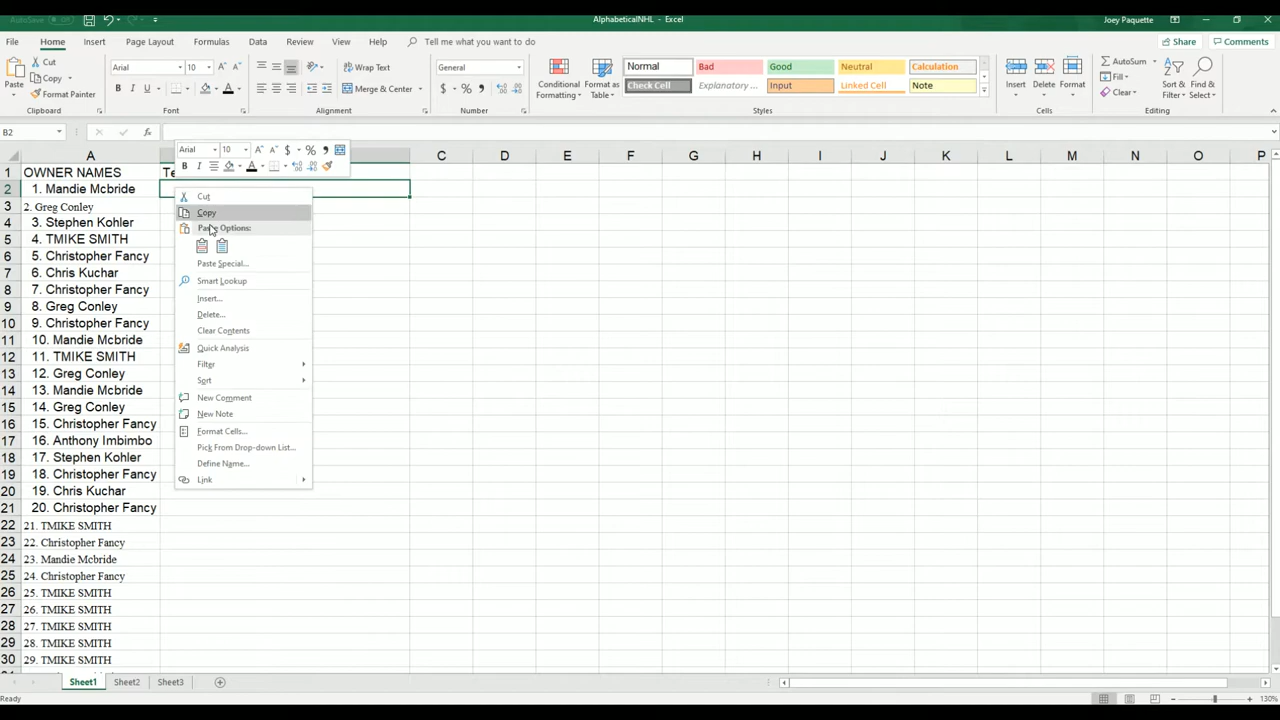 AutoSave Off
AlphabeticalNHL - Excel
Joey Paquette
File Home Insert Page Layout Formulas Data Review View Help Tell me what you want to do Share Comments
Paste Cut Copy Format Painter Clipboard
Arial 10 B I U A Font
Wrap Text Merge & Center Alignment
General $ % , Number
Conditional Formatting Format as Table
Normal Bad Good Neutral Calculation
Check Cell Explanatory ... Input Linked Cell Note
Styles
Insert Delete Format Cells
AutoSum Fill Clear Sort & Filter Find & Select Editing
B2 fx
Arial 10 A A $ % ,
B I A
A C D E F G H I J K L M N O P
1 OWNER NAMES Te
2 1. Mandie Mcbride
3 2. Greg Conley
4 3. Stephen Kohler
5 4. TMIKE SMITH
6 5. Christopher Fancy
7 6. Chris Kuchar
8 7. Christopher Fancy
9 8. Greg Conley
10 9. Christopher Fancy
11 10. Mandie Mcbride
12 11. TMIKE SMITH
13 12. Greg Conley
14 13. Mandie Mcbride
15 14. Greg Conley
16 15. Christopher Fancy
17 16. Anthony Imbimbo
18 17. Stephen Kohler
19 18. Christopher Fancy
20 19. Chris Kuchar
21 20. Christopher Fancy
22 21. TMIKE SMITH
23 22. Christopher Fancy
24 23. Mandie Mcbride
25 24. Christopher Fancy
26 25. TMIKE SMITH
27 26. TMIKE SMITH
28 27. TMIKE SMITH
29 28. TMIKE SMITH
30 29. TMIKE SMITH
Cut
Copy
Paste Options:
Paste Special...
Smart Lookup
Insert...
Delete...
Clear Contents
Quick Analysis
Filter
Sort
New Comment
New Note
Format Cells...
Pick From Drop-down List...
Define Name...
Link
Sheet1 Sheet2 Sheet3
Ready
130%